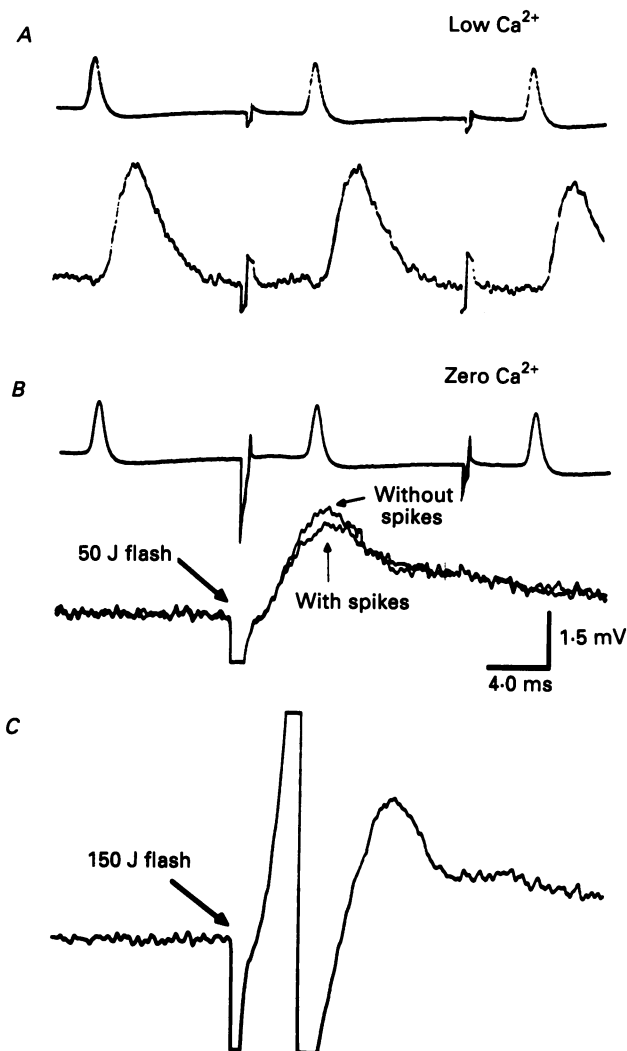 A
Low Ca²⁺
B
Zero Ca²⁺
Without
spikes
50 J flash
With spikes
1·5 mV
4·0 ms
C
150 J flash